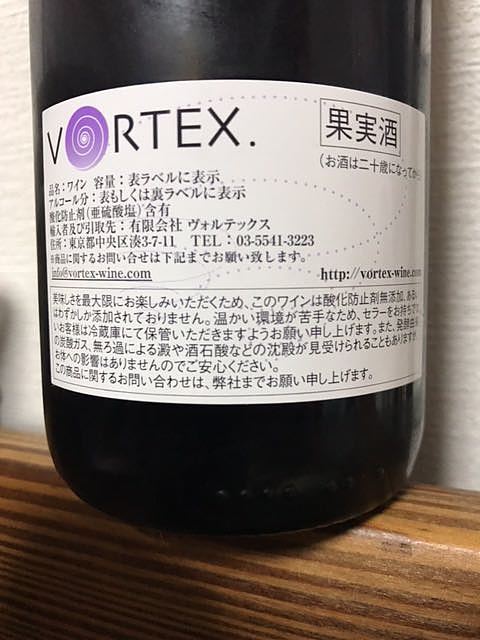 VORTEX.
果実酒
(お酒は二十歳になってから
品名:ワイン 容量:表ラベルに表示
アルコール分:表もしくは裏ラベルに表示
酸化防止剤(亜硫酸塩)含有
輸入者及び引取先:有限会社 ヴォルテックス
住所:東京都中央区湊3-7-11 TEL:03-5541-3223
※商品に関するお問い合せは下記までお願い致します。
info@vortex-wine.com http://vortex-wine.com
美味しさを最大限にお楽しみいただくため、このワインは酸化防止剤無添加、ある
はわずかしか添加されておりません。温かい環境が苦手なため、セラーをお持ちで
いお客様は冷蔵庫にて保管いただきますようお願い申し上げます。また、発酵由
の炭酸ガス、無ろ過による澱や酒石酸などの沈殿が見受けられることもあります
お体への影響はありませんのでご安心ください。
この商品に関するお問い合わせは、弊社までお願い申し上げます。